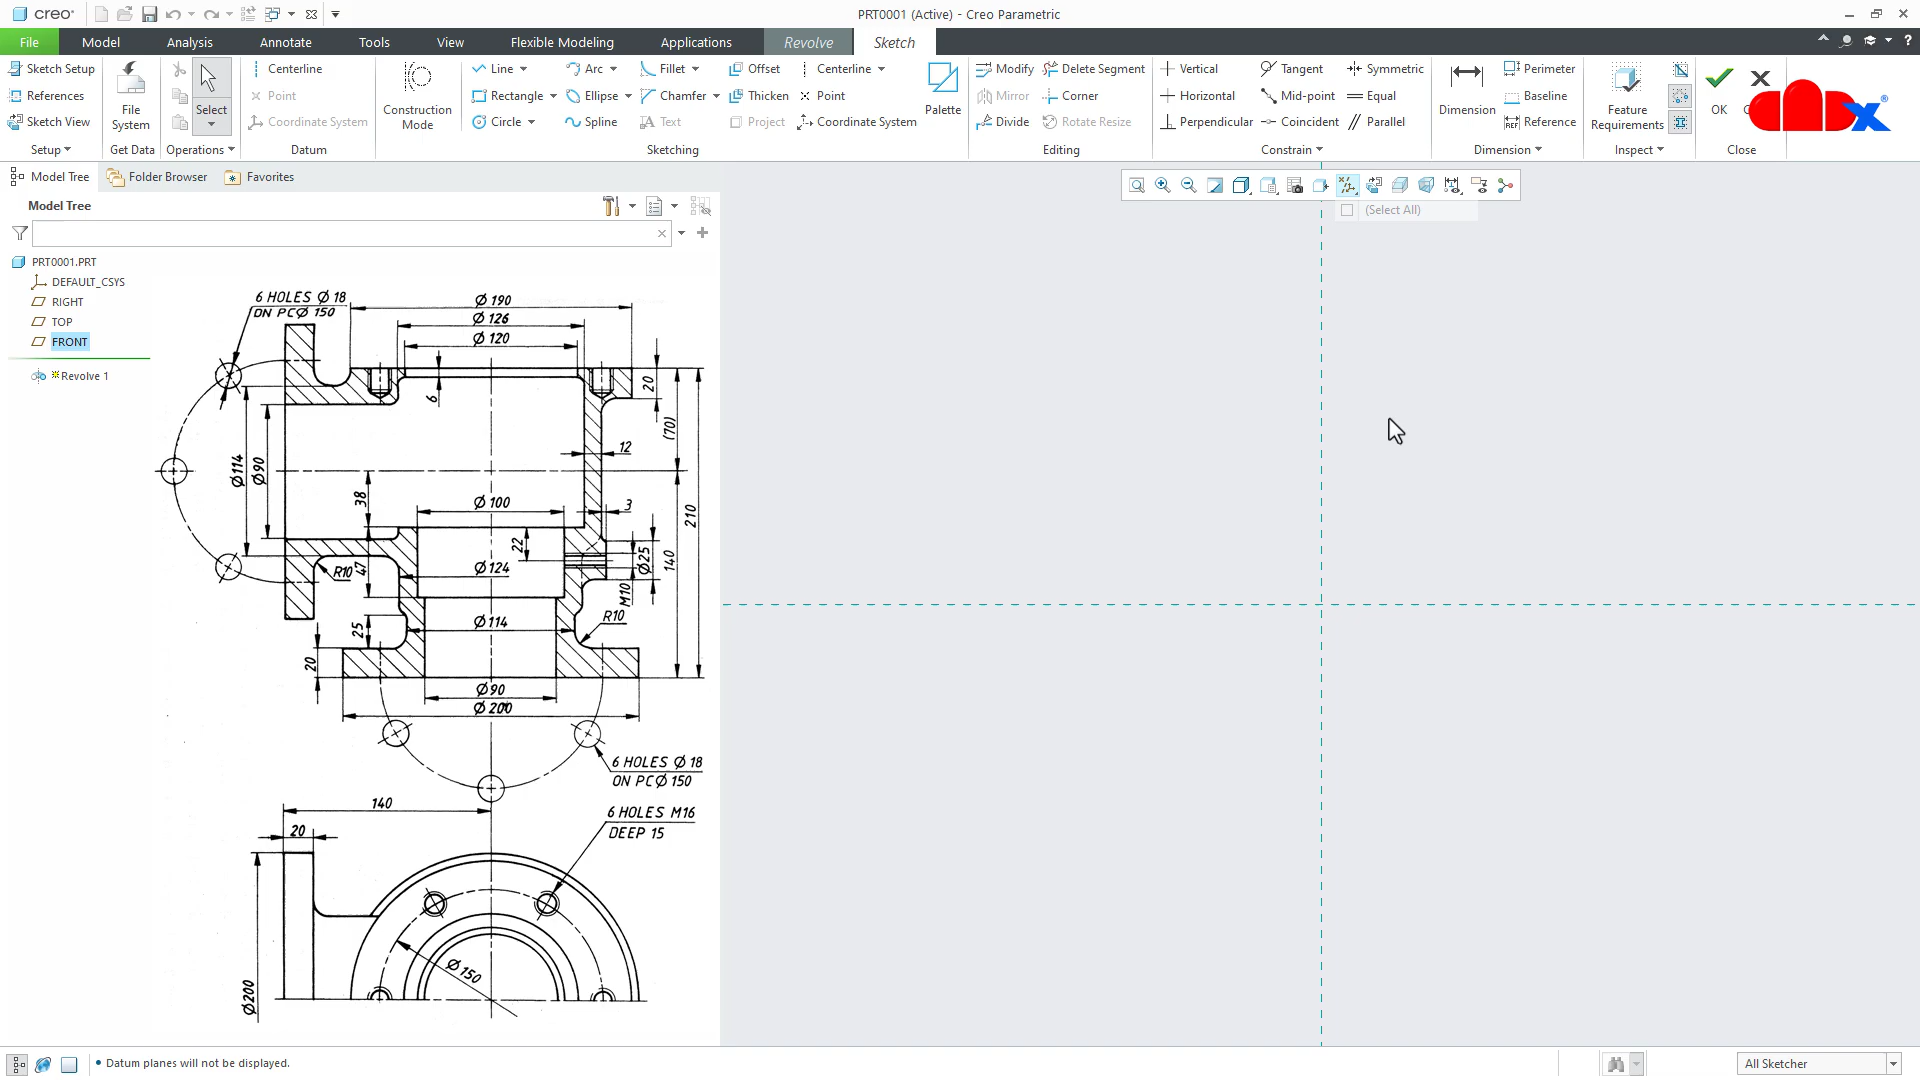 creo
PRT0001 (Active) - Creo Parametric
File
Model
Analysis
Annotate
Tools
View
Flexible Modeling
Applications
Revolve
Sketch
Sketch Setup
References
Sketch View
Setup
File System
Get Data
Select
Operations
Centerline
Point
Coordinate System
Datum
Construction Mode
Line
Arc
Fillet
Offset
Centerline
Rectangle
Ellipse
Chamfer
Thicken
Point
Circle
Spline
Text
Project
Coordinate System
Palette
Sketching
Modify
Delete Segment
Mirror
Corner
Divide
Rotate Resize
Editing
Vertical
Tangent
Symmetric
Horizontal
Mid-point
Equal
Perpendicular
Coincident
Parallel
Constrain
Dimension
Perimeter
Baseline
Reference
Dimension
Feature Requirements
Inspect
OK
Close
Model Tree
Folder Browser
Favorites
(Select All)
Model Tree
PRT0001.PRT
DEFAULT_CSYS
RIGHT
TOP
FRONT
Revolve 1
6 HOLES Ø 18
ON PCØ 150
Ø 190
Ø 126
Ø 120
20
6
(70)
12
Ø114
Ø90
38
Ø 100
3
210
22
Ø25
140
R10
47
Ø 124
M10
R10
25
Ø 114
20
Ø90
Ø 200
6 HOLES Ø 18
ON PCØ 150
140
6 HOLES M16
DEEP 15
20
Ø 150
Ø200
Datum planes will not be displayed.
All Sketcher